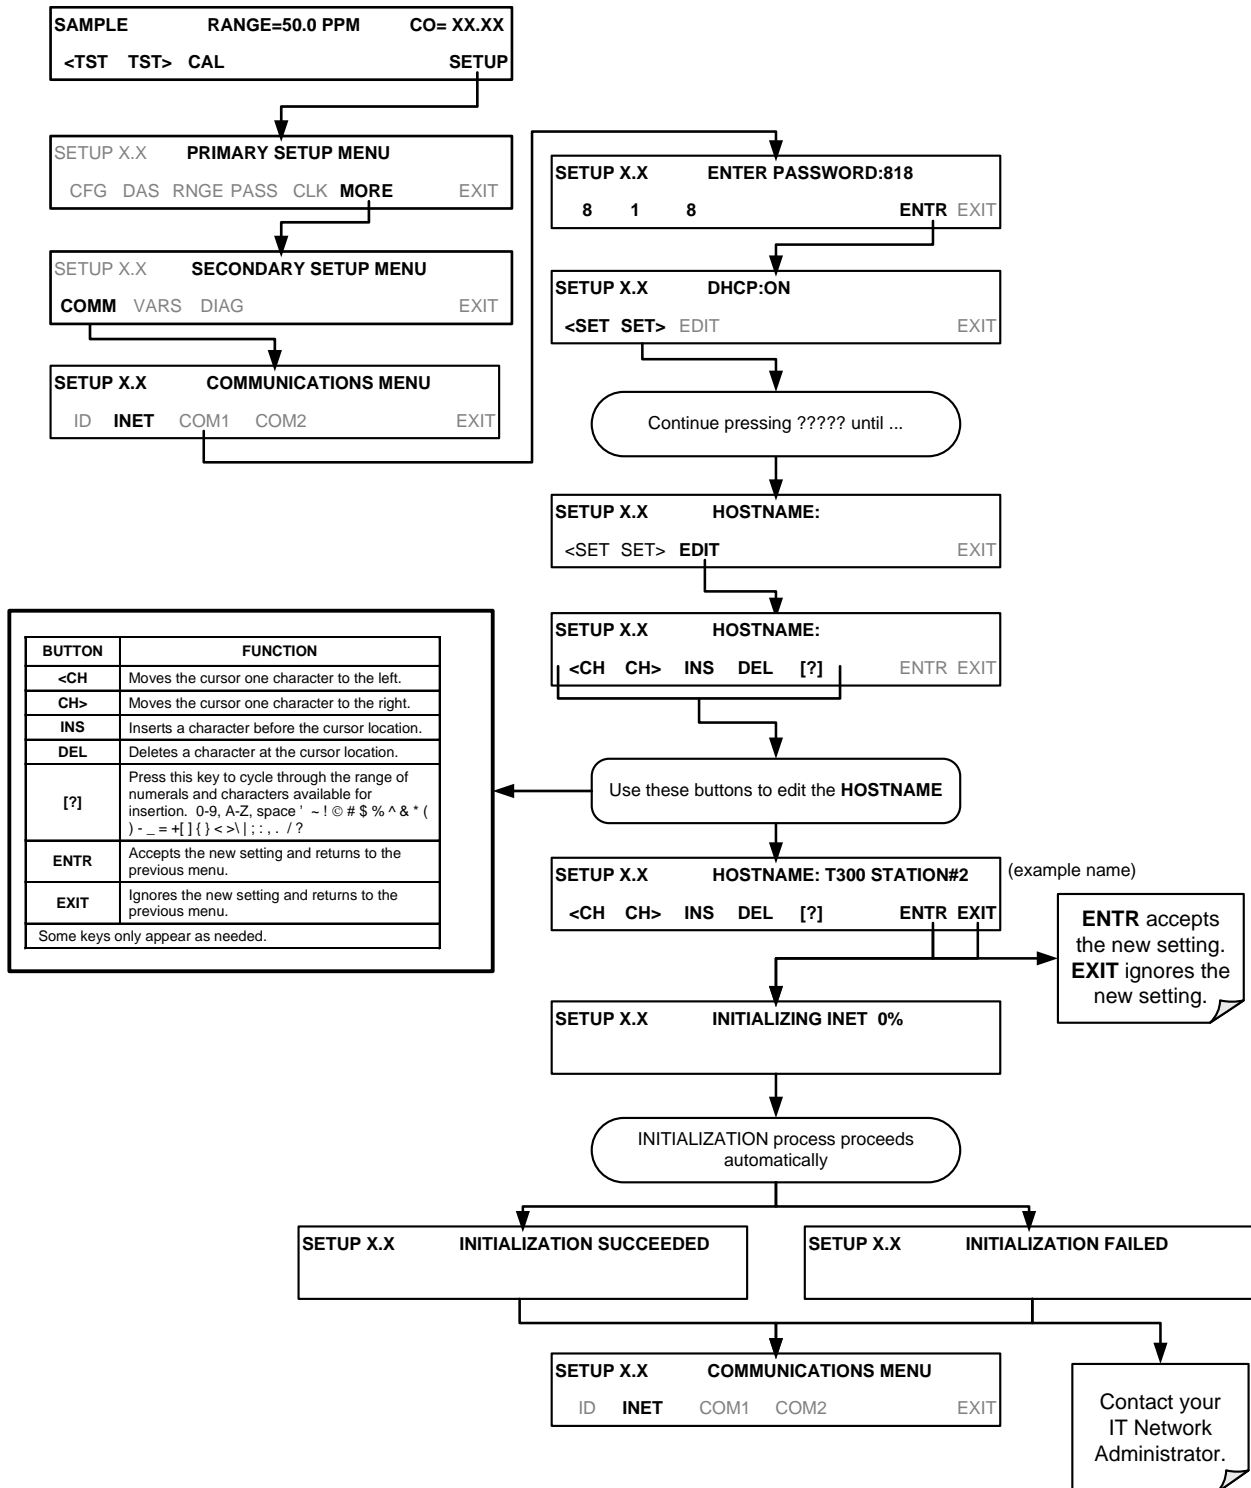 SAMPLE RANGE=50.0 PPM CO= XX.XX
<TST TST> CAL SETUP
SETUP X.X PRIMARY SETUP MENU
CFG DAS RNGE PASS CLK MORE EXIT
SETUP X.X SECONDARY SETUP MENU
COMM VARS DIAG EXIT
SETUP X.X COMMUNICATIONS MENU
ID INET COM1 COM2 EXIT
SETUP X.X ENTER PASSWORD:818
8 1 8 ENTR EXIT
SETUP X.X DHCP:ON
<SET SET> EDIT EXIT
Continue pressing ????? until ...
SETUP X.X HOSTNAME:
<SET SET> EDIT EXIT
SETUP X.X HOSTNAME:
<CH CH> INS DEL [?] ENTR EXIT
Use these buttons to edit the HOSTNAME
BUTTON FUNCTION
<CH Moves the cursor one character to the left.
CH> Moves the cursor one character to the right.
INS Inserts a character before the cursor location.
DEL Deletes a character at the cursor location.
[?] Press this key to cycle through the range of
numerals and characters available for
insertion. 0-9, A-Z, space ' ~ ! © # $ % ^ & * (
) - _ = +[ ] { } < >\ | ; : , . / ?
ENTR Accepts the new setting and returns to the
previous menu.
EXIT Ignores the new setting and returns to the
previous menu.
Some keys only appear as needed.
SETUP X.X HOSTNAME: T300 STATION#2
<CH CH> INS DEL [?] ENTR EXIT
(example name)
ENTR accepts
the new setting.
EXIT ignores the
new setting.
SETUP X.X INITIALIZING INET 0%
INITIALIZATION process proceeds
automatically
SETUP X.X INITIALIZATION SUCCEEDED
SETUP X.X INITIALIZATION FAILED
SETUP X.X COMMUNICATIONS MENU
ID INET COM1 COM2 EXIT
Contact your
IT Network
Administrator.